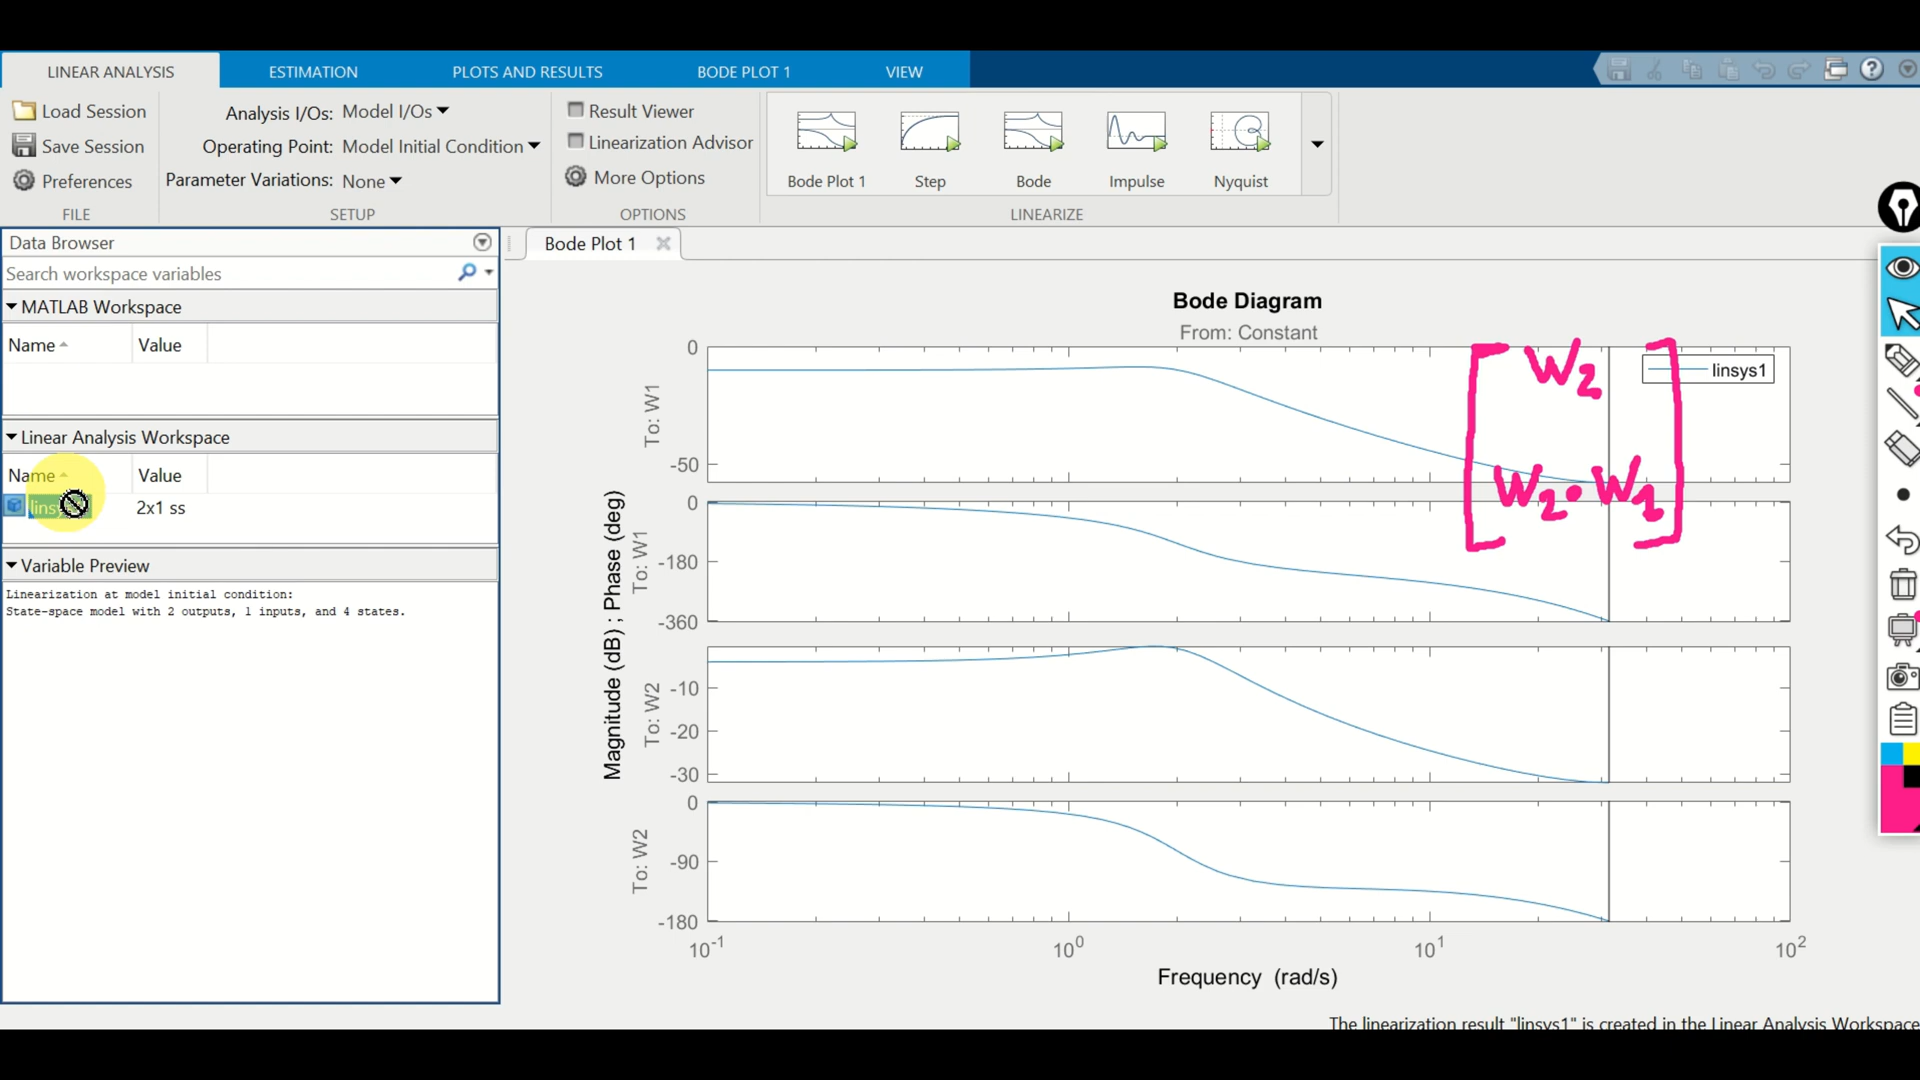 LINEAR ANALYSIS ESTIMATION PLOTS AND RESULTS BODE PLOT 1 VIEW
Load Session
Save Session
Preferences
FILE
Analysis I/Os: Model I/Os
Operating Point: Model Initial Condition
Parameter Variations: None
SETUP
Result Viewer
Linearization Advisor
More Options
OPTIONS
Bode Plot 1 Step Bode Impulse Nyquist
LINEARIZE
Data Browser
Search workspace variables
MATLAB Workspace
Name Value
Linear Analysis Workspace
Name Value
2x1 ss
Variable Preview
Linearization at model initial condition:
State-space model with 2 outputs, 1 inputs, and 4 states.
Bode Plot 1
Bode Diagram
From: Constant
linsys1
W2
W2 • W1
Magnitude (dB) ; Phase (deg)
To: W1
0
-50
To: W1
0
-180
-360
To: W2
-10
-20
-30
To: W2
0
-90
-180
10^-1 10^0 10^1 10^2
Frequency (rad/s)
The linearization result "linsys1" is created in the Linear Analysis Workspace